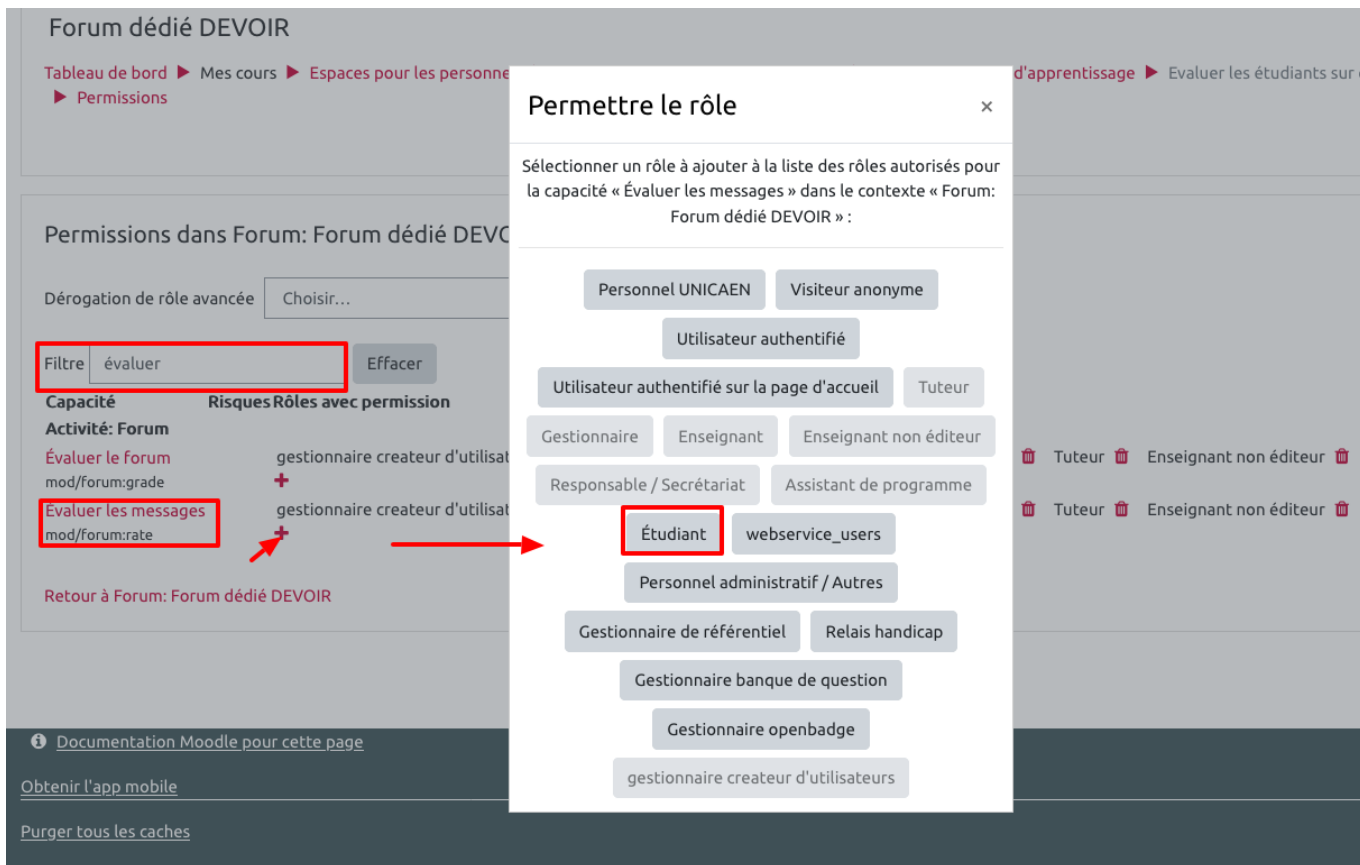 Forum dédié DEVOIR
Tableau de bord ▶ Mes cours ▶ Espaces pour les personne
d'apprentissage ▶ Evaluer les étudiants sur
▶ Permissions
Permissions dans Forum: Forum dédié
Dérogation de rôle avancée Choisir...
Filtre évaluer Effacer
Capacité Risques Rôles avec permission
Activité: Forum
Évaluer le forum gestionnaire createur d'utilisat
Tuteur Enseignant non éditeur
mod/forum:grade
Évaluer les messages gestionnaire createur d'utilisat
Tuteur Enseignant non éditeur
mod/forum:rate
Retour à Forum: Forum dédié DEVOIR
Permettre le rôle ×
Sélectionner un rôle à ajouter à la liste des rôles autorisés pour
la capacité « Évaluer les messages » dans le contexte « Forum:
Forum dédié DEVOIR » :
Personnel UNICAEN Visiteur anonyme
Utilisateur authentifié
Utilisateur authentifié sur la page d'accueil Tuteur
Gestionnaire Enseignant Enseignant non éditeur
Responsable / Secrétariat Assistant de programme
Étudiant webservice_users
Personnel administratif / Autres
Gestionnaire de référentiel Relais handicap
Gestionnaire banque de question
Gestionnaire openbadge
gestionnaire createur d'utilisateurs
Documentation Moodle pour cette page
Obtenir l'app mobile
Purger tous les caches